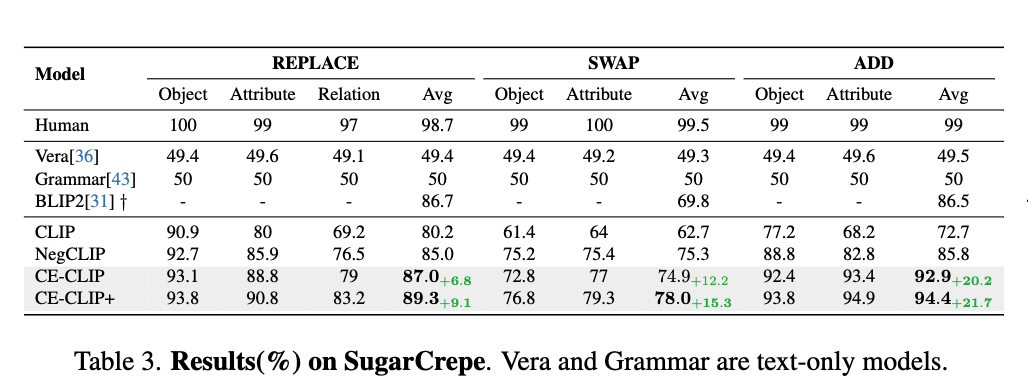 Model REPLACE SWAP ADD
Object Attribute Relation Avg Object Attribute Avg Object Attribute Avg
Human 100 99 97 98.7 99 100 99.5 99 99 99
Vera[36] 49.4 49.6 49.1 49.4 49.4 49.2 49.3 49.4 49.6 49.5
Grammar[43] 50 50 50 50 50 50 50 50 50 50
BLIP2[31] † - - - 86.7 - - 69.8 - - 86.5
CLIP 90.9 80 69.2 80.2 61.4 64 62.7 77.2 68.2 72.7
NegCLIP 92.7 85.9 76.5 85.0 75.2 75.4 75.3 88.8 82.8 85.8
CE-CLIP 93.1 88.8 79 87.0+6.8 72.8 77 74.9+12.2 92.4 93.4 92.9+20.2
CE-CLIP+ 93.8 90.8 83.2 89.3+9.1 76.8 79.3 78.0+15.3 93.8 94.9 94.4+21.7
Table 3. Results(%) on SugarCrepe. Vera and Grammar are text-only models.